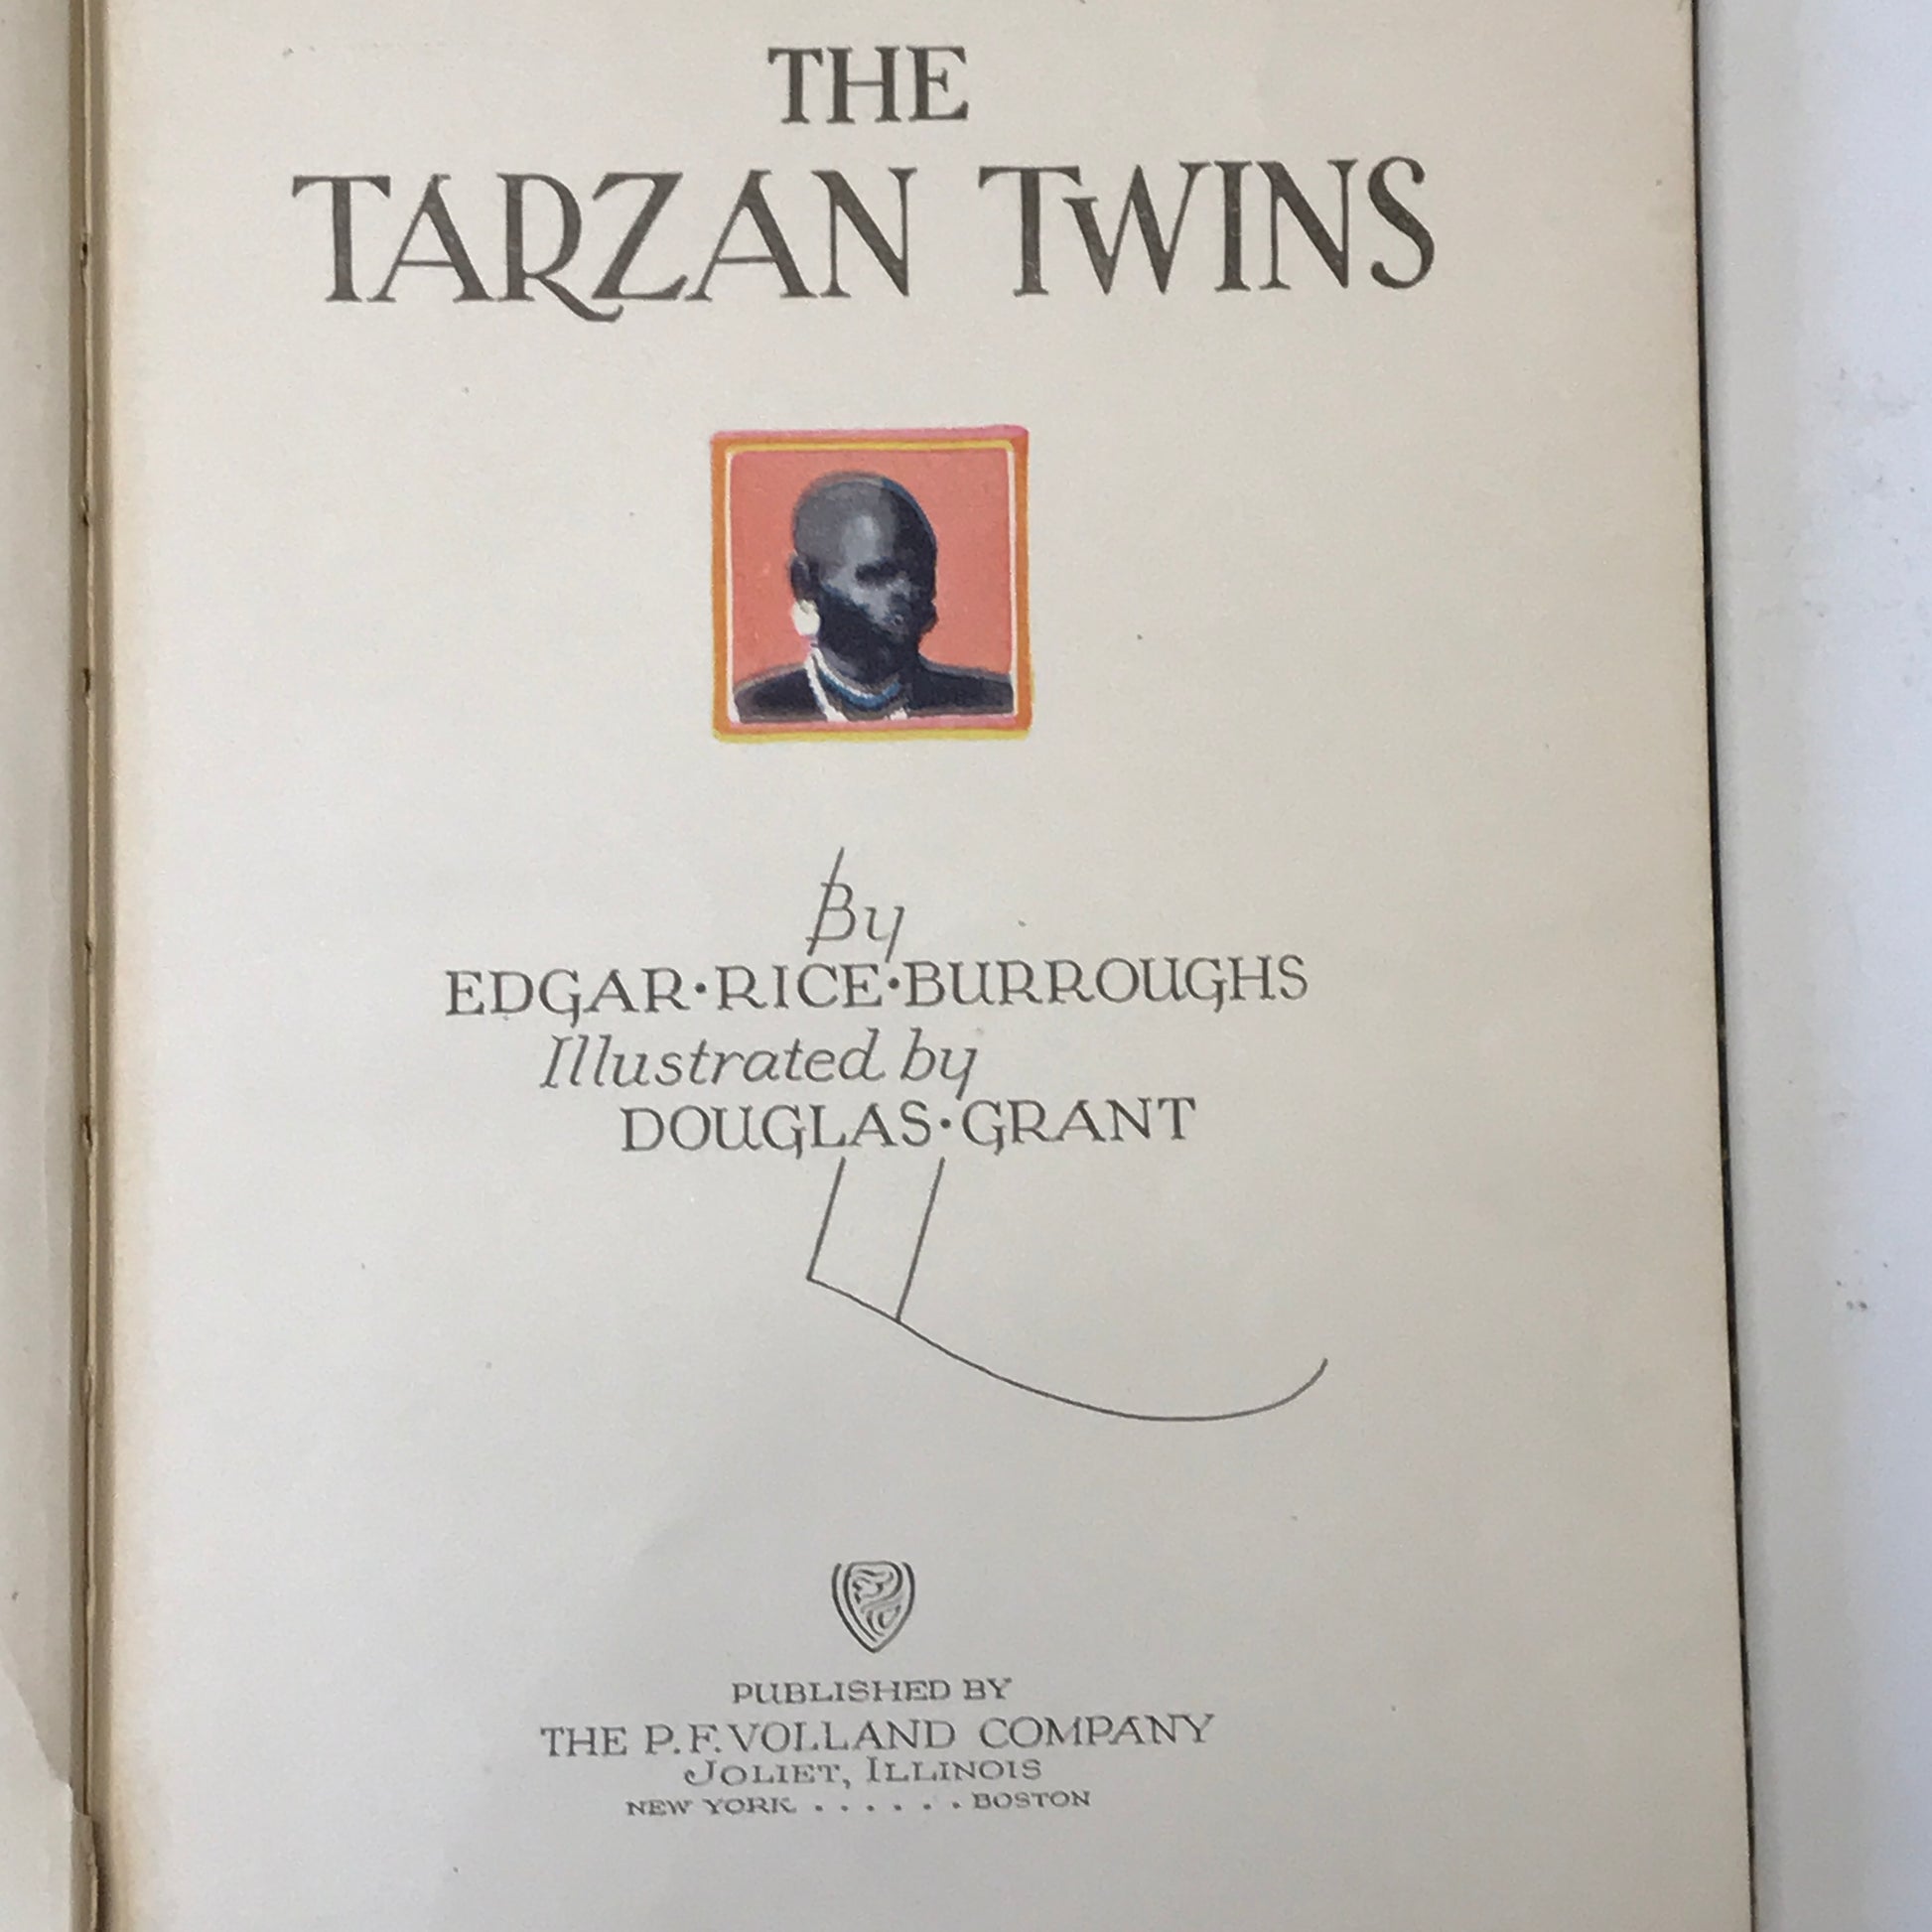 THE
TARZAN TWINS
By
EDGAR·RICE·BURROUGHS
Illustrated by
DOUGLAS·GRANT
PUBLISHED BY
THE P.F. VOLLAND COMPANY
JOLIET, ILLINOIS
NEW YORK . . . . . . BOSTON